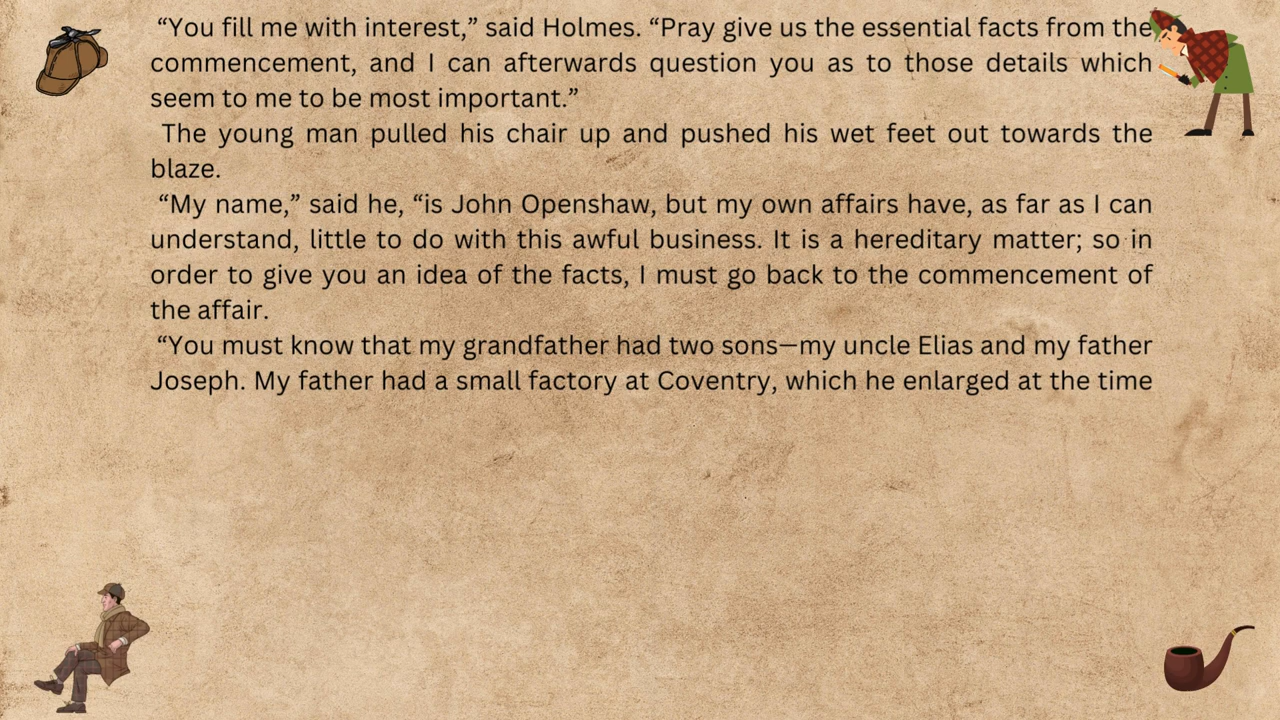 “You fill me with interest,” said Holmes. “Pray give us the essential facts from the
commencement, and I can afterwards question you as to those details which
seem to me to be most important.”
The young man pulled his chair up and pushed his wet feet out towards the
blaze.
“My name,” said he, “is John Openshaw, but my own affairs have, as far as I can
understand, little to do with this awful business. It is a hereditary matter; so in
order to give you an idea of the facts, I must go back to the commencement of
the affair.
“You must know that my grandfather had two sons—my uncle Elias and my father
Joseph. My father had a small factory at Coventry, which he enlarged at the time